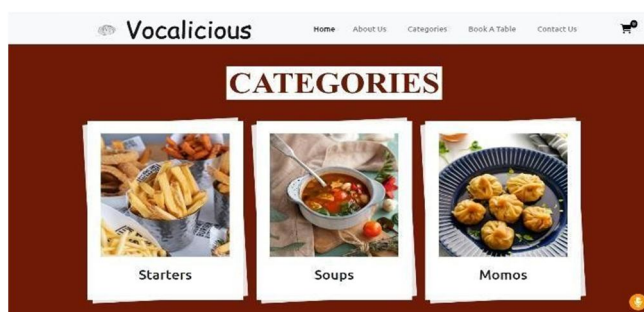 Vocalicious Home About Us Categories Book A Table Contact Us
CATEGORIES
Starters Soups Momos